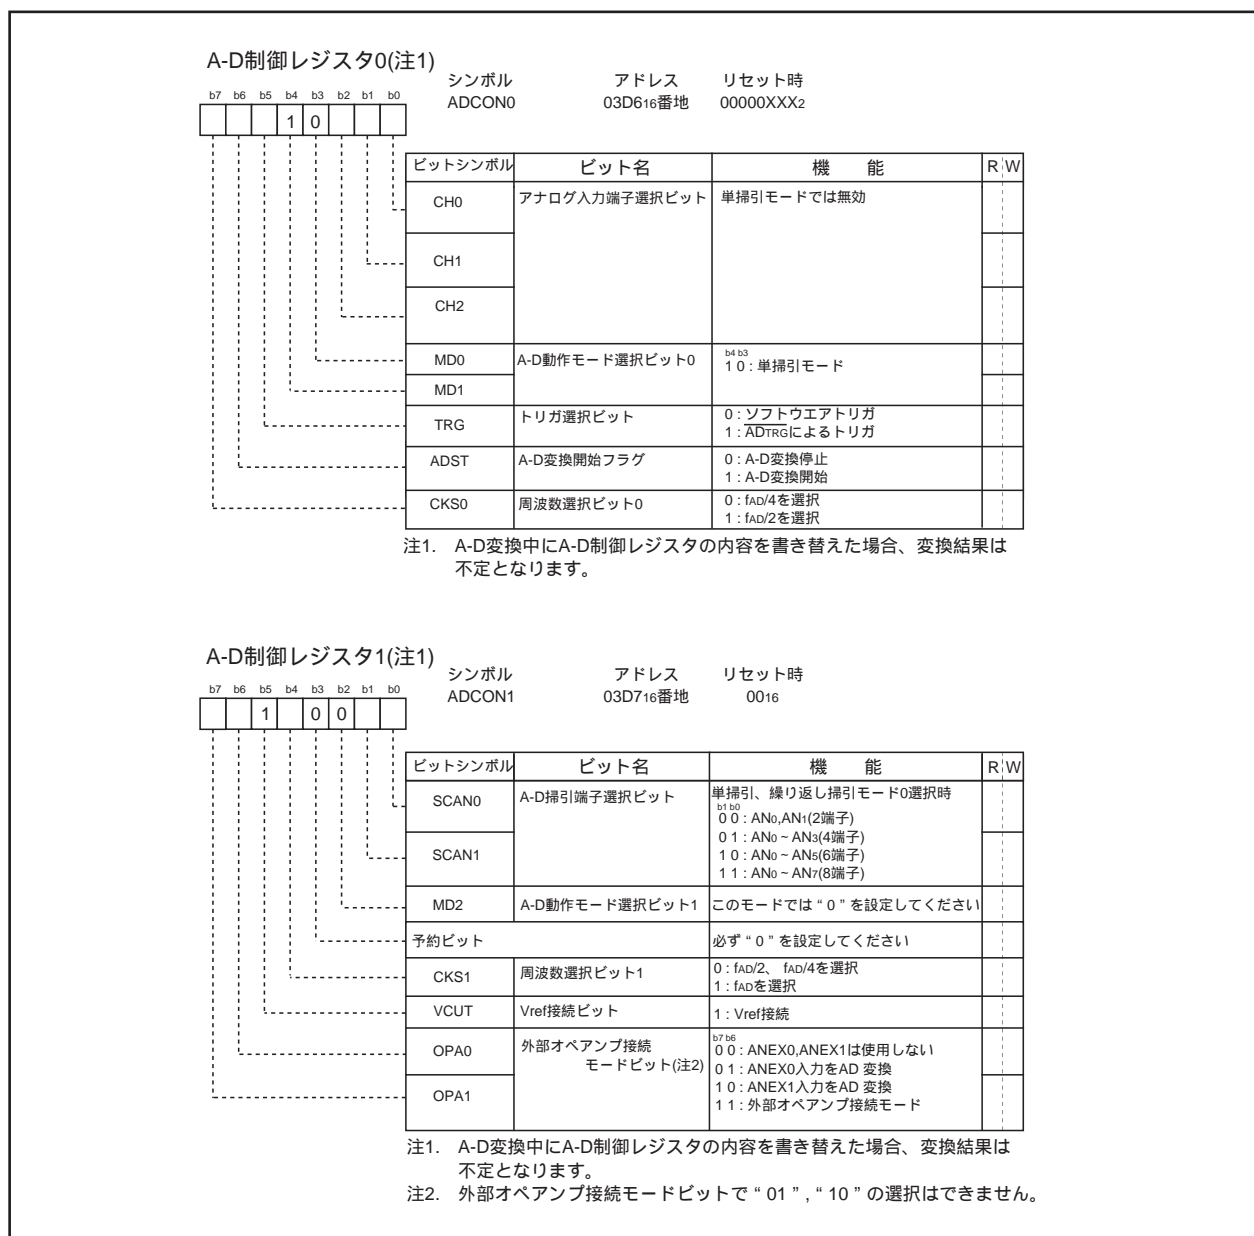 A-D制御レジスタ0(注1)
シンボル アドレス リセット時
ADCON0 03D616番地 00000XXX2
b7 b6 b5 b4 b3 b2 b1 b0
1 0
ビットシンボル ビット名 機 能 R W
CH0 アナログ入力端子選択ビット 単掃引モードでは無効
CH1
CH2
MD0 A-D動作モード選択ビット0 b4 b3
1 0 : 単掃引モード
MD1
TRG トリガ選択ビット 0 : ソフトウエアトリガ
1 : ADTRGによるトリガ
ADST A-D変換開始フラグ 0 : A-D変換停止
1 : A-D変換開始
CKS0 周波数選択ビット0 0 : fAD/4を選択
1 : fAD/2を選択
注1. A-D変換中にA-D制御レジスタの内容を書き替えた場合、変換結果は
不定となります。
A-D制御レジスタ1(注1)
シンボル アドレス リセット時
ADCON1 03D716番地 0016
b7 b6 b5 b4 b3 b2 b1 b0
1 0 0
ビットシンボル ビット名 機 能 R W
SCAN0 A-D掃引端子選択ビット 単掃引、繰り返し掃引モード0選択時
b1 b0
0 0 : AN0,AN1(2端子)
0 1 : AN0 ~ AN3(4端子)
SCAN1 1 0 : AN0 ~ AN5(6端子)
1 1 : AN0 ~ AN7(8端子)
MD2 A-D動作モード選択ビット1 このモードでは “ 0 ” を設定してください
予約ビット 必ず “ 0 ” を設定してください
CKS1 周波数選択ビット1 0 : fAD/2、 fAD/4を選択
1 : fADを選択
VCUT Vref接続ビット 1 : Vref接続
OPA0 外部オペアンプ接続
モードビット(注2) b7 b6
0 0 : ANEX0,ANEX1は使用しない
0 1 : ANEX0入力をAD 変換
OPA1 1 0 : ANEX1入力をAD 変換
1 1 : 外部オペアンプ接続モード
注1. A-D変換中にA-D制御レジスタの内容を書き替えた場合、変換結果は
不定となります。
注2. 外部オペアンプ接続モードビットで “ 01 ” , “ 10 ” の選択はできません。